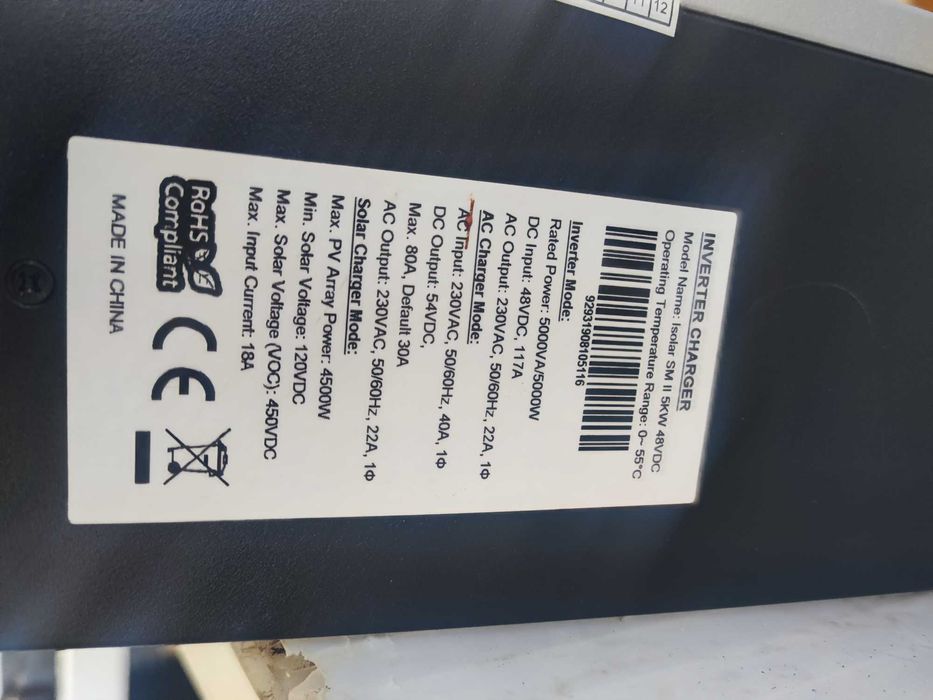 INVERTER CHARGER
Model Name: Isolar SM II 5KW 48VDC
Operating Temperature Range: 0~ 55°C
92931908105116
Inverter Mode:
Rated Power: 5000VA/5000W
DC Input: 48VDC, 117A
AC Output: 230VAC, 50/60Hz, 22A, 1Φ
AC Charger Mode:
AC Input: 230VAC, 50/60Hz, 40A, 1Φ
DC Output: 54VDC,
Max. 80A, Default 30A
AC Output: 230VAC, 50/60Hz, 22A, 1Φ
Solar Charger Mode:
Max. PV Array Power: 4500W
Min. Solar Voltage: 120VDC
Max. Solar Voltage (VOC): 450VDC
Max. Input Current: 18A
RoHS
Compliant
CE
MADE IN CHINA
11 12